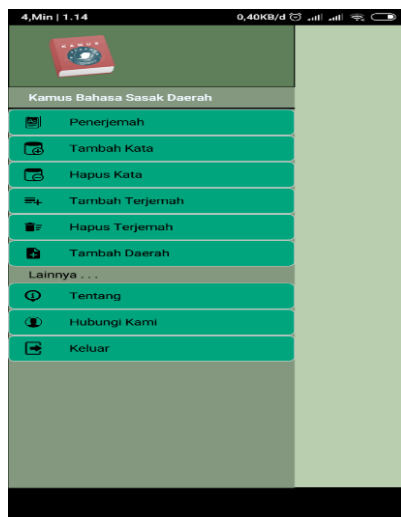 4,Min | 1.14 0,40KB/d
KAMUS
Kamus Bahasa Sasak Daerah
Penerjemah
Tambah Kata
Hapus Kata
Tambah Terjemah
Hapus Terjemah
Tambah Daerah
Lainnya . . .
Tentang
Hubungi Kami
Keluar